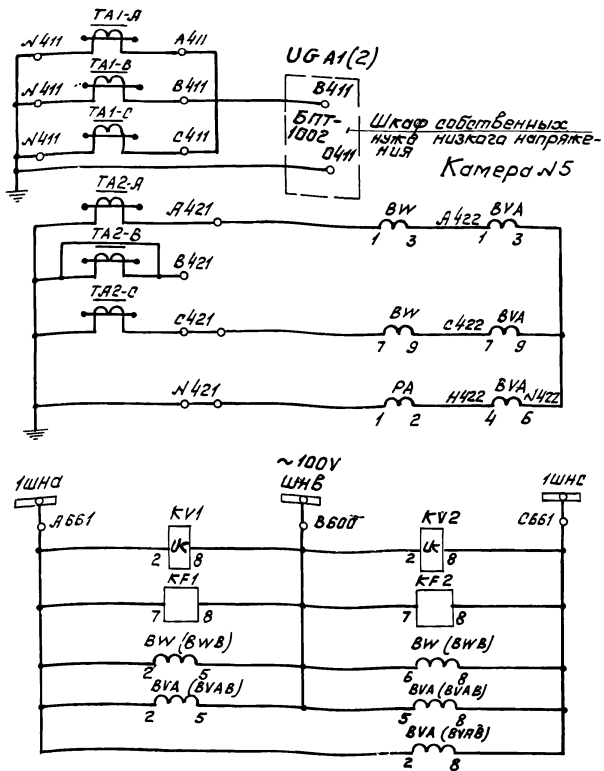 TA1-A
N411 A411
TA1-B
N411 B411
TA1-C
N411 C411
UGA1(2)
B411
БПТ-
1002
0411
Шкаф собственных
нужд низкого напряже-
ния
Камера N5
TA2-A
A421 BW A422 BVA
1 3 1 3
TA2-B
B421
TA2-C
C421 BW C422 BVA
7 9 7 9
N421 PA H422 BVA N422
1 2 4 6
~100V
1ШНа ШНВ 1ШНС
A661 B600 C661
KV1 KV2
UK UK
2 8 2 8
KF1 KF2
7 8 7 8
BW (BWB) BW (BWB)
2 5 6 8
BVA (BVAB) BVA (BVAB)
2 5 5 8
BVA (BVAB)
2 8